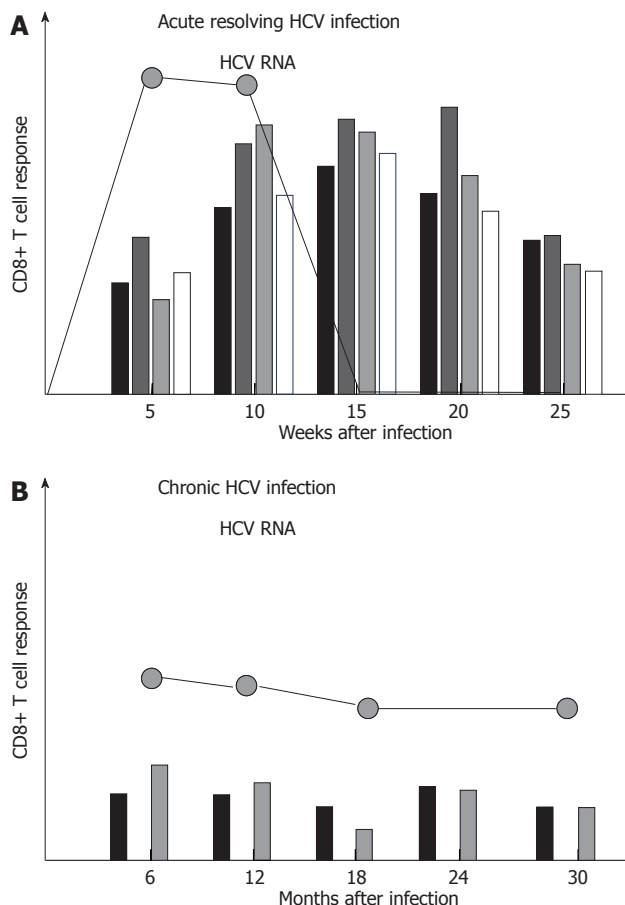 A
Acute resolving HCV infection
HCV RNA
CD8+ T cell response
5 10 15 20 25
Weeks after infection
B
Chronic HCV infection
HCV RNA
CD8+ T cell response
6 12 18 24 30
Months after infection